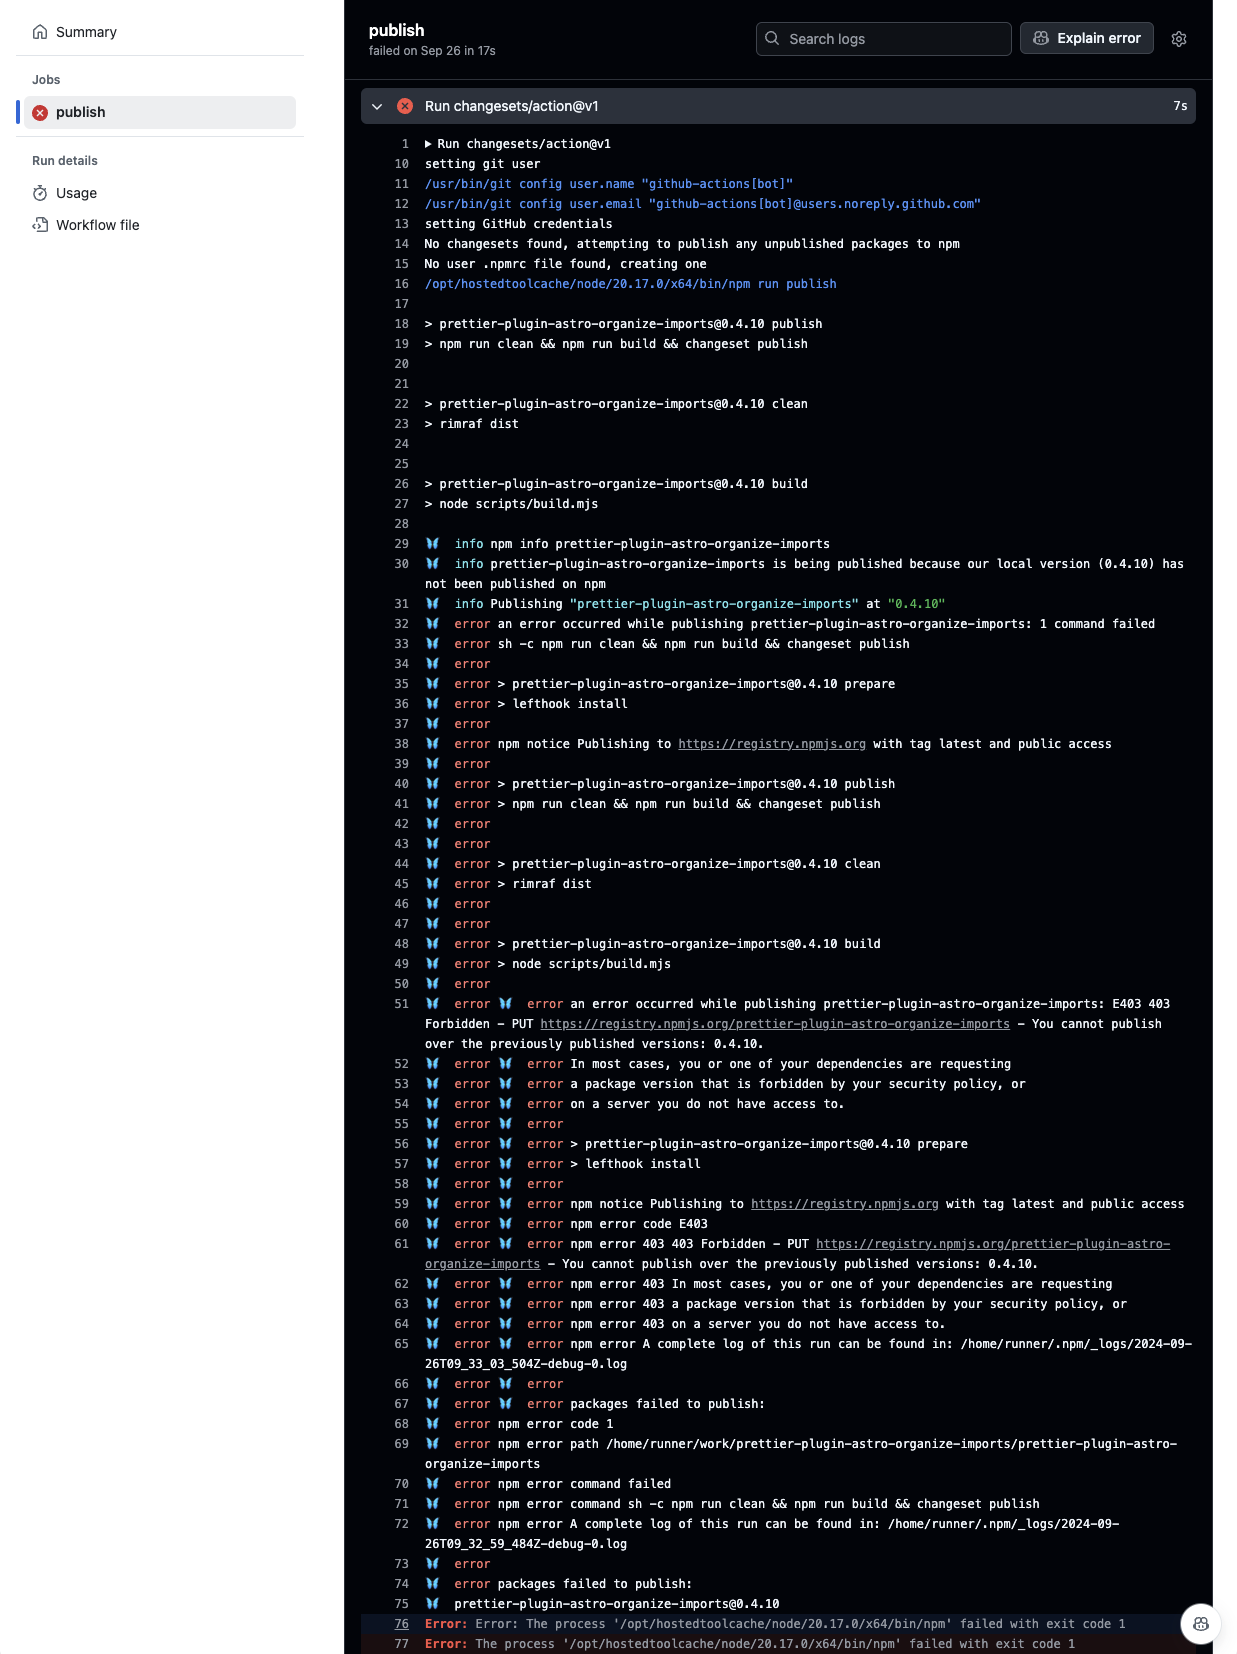 Summary
Jobs
publish
Run details
Usage
Workflow file
publish
failed on Sep 26 in 17s
Search logs
Explain error
Run changesets/action@v1
7s
1 Run changesets/action@v1
10 setting git user
11 /usr/bin/git config user.name "github-actions[bot]"
12 /usr/bin/git config user.email "github-actions[bot]@users.noreply.github.com"
13 setting GitHub credentials
14 No changesets found, attempting to publish any unpublished packages to npm
15 No user .npmrc file found, creating one
16 /opt/hostedtoolcache/node/20.17.0/x64/bin/npm run publish
17
18 > prettier-plugin-astro-organize-imports@0.4.10 publish
19 > npm run clean && npm run build && changeset publish
20
21
22 > prettier-plugin-astro-organize-imports@0.4.10 clean
23 > rimraf dist
24
25
26 > prettier-plugin-astro-organize-imports@0.4.10 build
27 > node scripts/build.mjs
28
29 🦋 info npm info prettier-plugin-astro-organize-imports
30 🦋 info prettier-plugin-astro-organize-imports is being published because our local version (0.4.10) has
not been published on npm
31 🦋 info Publishing "prettier-plugin-astro-organize-imports" at "0.4.10"
32 🦋 error an error occurred while publishing prettier-plugin-astro-organize-imports: 1 command failed
33 🦋 error sh -c npm run clean && npm run build && changeset publish
34 🦋 error
35 🦋 error > prettier-plugin-astro-organize-imports@0.4.10 prepare
36 🦋 error > lefthook install
37 🦋 error
38 🦋 error npm notice Publishing to https://registry.npmjs.org with tag latest and public access
39 🦋 error
40 🦋 error > prettier-plugin-astro-organize-imports@0.4.10 publish
41 🦋 error > npm run clean && npm run build && changeset publish
42 🦋 error
43 🦋 error
44 🦋 error > prettier-plugin-astro-organize-imports@0.4.10 clean
45 🦋 error > rimraf dist
46 🦋 error
47 🦋 error
48 🦋 error > prettier-plugin-astro-organize-imports@0.4.10 build
49 🦋 error > node scripts/build.mjs
50 🦋 error
51 🦋 error 🦋 error an error occurred while publishing prettier-plugin-astro-organize-imports: E403 403
Forbidden - PUT https://registry.npmjs.org/prettier-plugin-astro-organize-imports - You cannot publish
over the previously published versions: 0.4.10.
52 🦋 error 🦋 error In most cases, you or one of your dependencies are requesting
53 🦋 error 🦋 error a package version that is forbidden by your security policy, or
54 🦋 error 🦋 error on a server you do not have access to.
55 🦋 error 🦋 error
56 🦋 error 🦋 error > prettier-plugin-astro-organize-imports@0.4.10 prepare
57 🦋 error 🦋 error > lefthook install
58 🦋 error 🦋 error
59 🦋 error 🦋 error npm notice Publishing to https://registry.npmjs.org with tag latest and public access
60 🦋 error 🦋 error npm error code E403
61 🦋 error 🦋 error npm error 403 403 Forbidden - PUT https://registry.npmjs.org/prettier-plugin-astro-
organize-imports - You cannot publish over the previously published versions: 0.4.10.
62 🦋 error 🦋 error npm error 403 In most cases, you or one of your dependencies are requesting
63 🦋 error 🦋 error npm error 403 a package version that is forbidden by your security policy, or
64 🦋 error 🦋 error npm error 403 on a server you do not have access to.
65 🦋 error 🦋 error npm error A complete log of this run can be found in: /home/runner/.npm/_logs/2024-09-
26T09_33_03_504Z-debug-0.log
66 🦋 error 🦋 error
67 🦋 error 🦋 error packages failed to publish:
68 🦋 error npm error code 1
69 🦋 error npm error path /home/runner/work/prettier-plugin-astro-organize-imports/prettier-plugin-astro-
organize-imports
70 🦋 error npm error command failed
71 🦋 error npm error command sh -c npm run clean && npm run build && changeset publish
72 🦋 error npm error A complete log of this run can be found in: /home/runner/.npm/_logs/2024-09-
26T09_32_59_484Z-debug-0.log
73 🦋 error
74 🦋 error packages failed to publish:
75 🦋 prettier-plugin-astro-organize-imports@0.4.10
76 Error: Error: The process '/opt/hostedtoolcache/node/20.17.0/x64/bin/npm' failed with exit code 1
77 Error: The process '/opt/hostedtoolcache/node/20.17.0/x64/bin/npm' failed with exit code 1